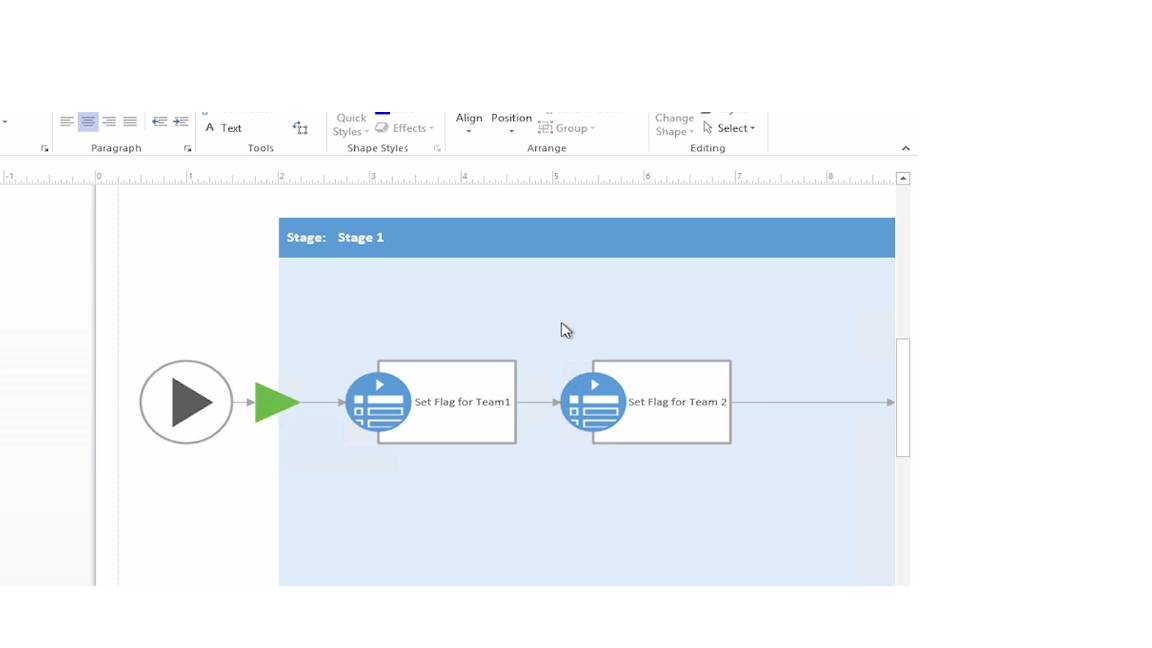 Quick
Styles
Effects
Align
Position
Group
Change
Shape
Select
A Text
Paragraph
Tools
Shape Styles
Arrange
Editing
-1 0 1 2 3 4 5 6 7 8
Stage: Stage 1
Set Flag for Team1
Set Flag for Team 2